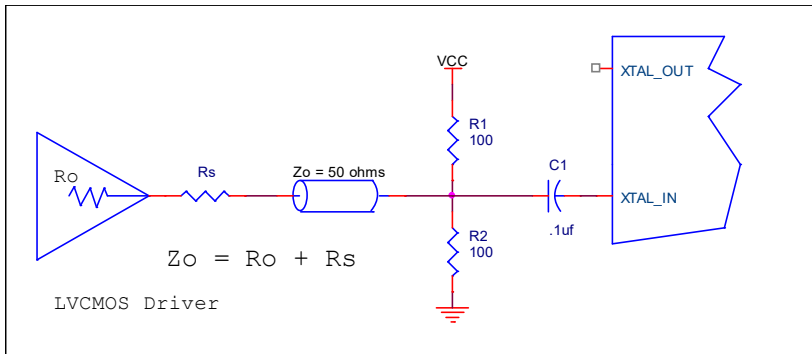 VCC
XTAL_OUT
R1
100
Ro
Rs
Zo = 50 ohms
C1
XTAL_IN
.1uf
R2
100
Zo = Ro + Rs
LVCMOS Driver